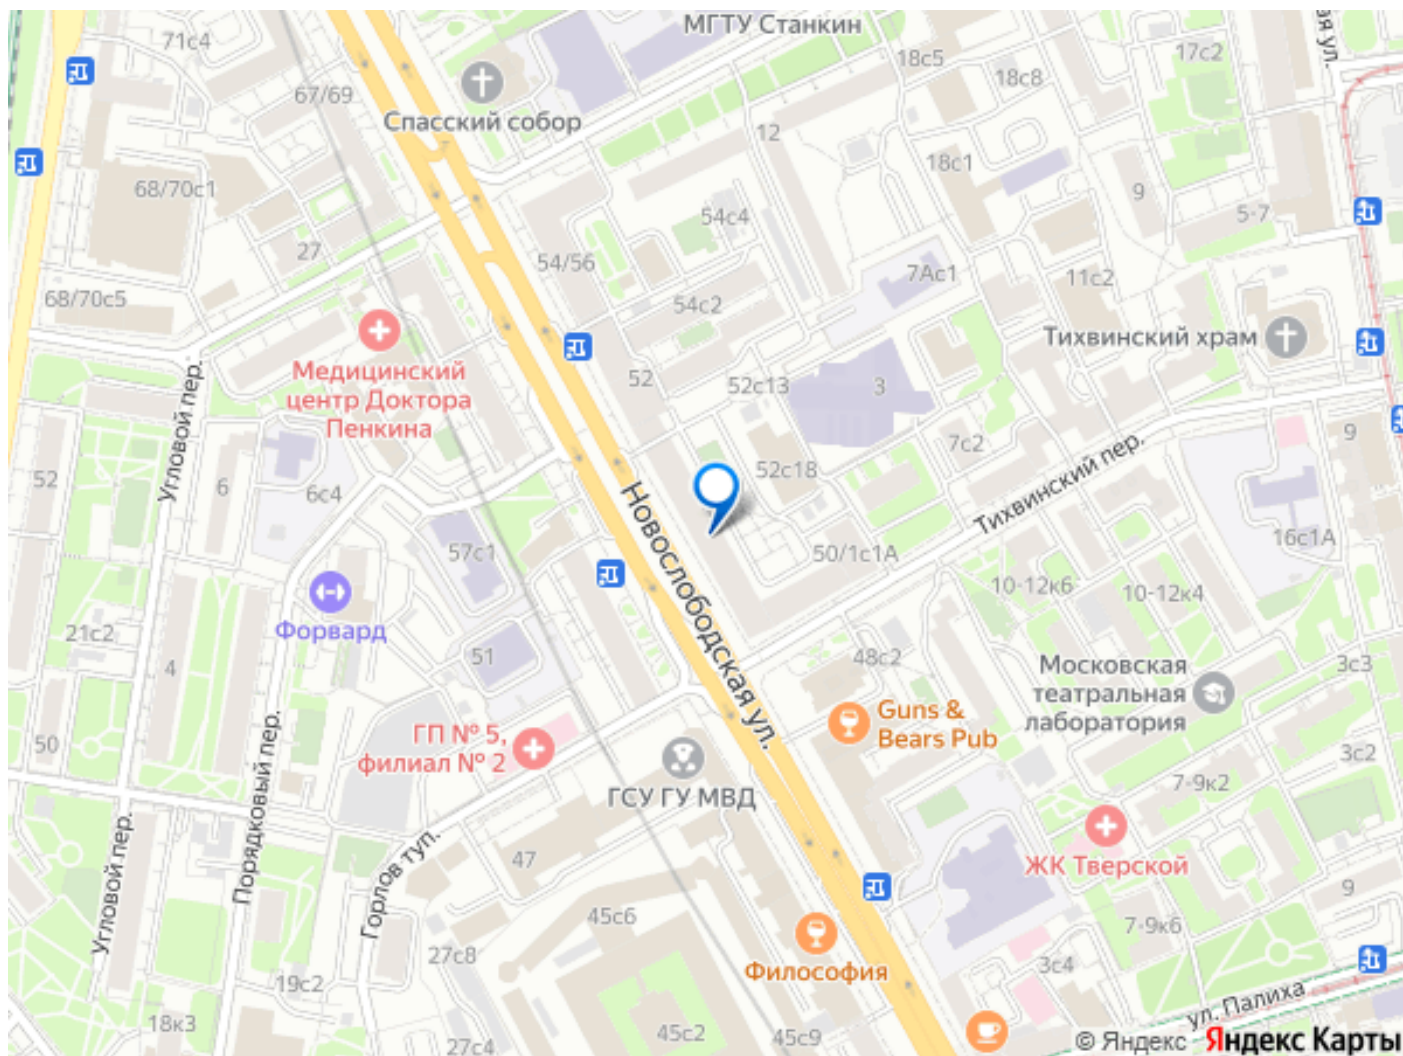 МГТУ Станкин
71с4
18с5
17с2
ая ул.
67/69
18с8
Спасский собор
12
18с1
68/70с1
9
54с4
5-7
27
54/56
7Ас1
11с2
68/70с5
54с2
Тихвинский храм
Медицинский
центр Доктора
Пенкина
52
52с13
3
Угловой пер.
7с2
9
52
6
6с4
52с18
Тихвинский пер.
Новослободская ул.
16с1А
57с1
50/1с1А
10-12к6
10-12к4
Форвард
21с2
51
4
48с2
Московская
театральная
лаборатория
3с3
Guns &
Bears Pub
50
ГП № 5,
филиал № 2
3с2
ГСУ ГУ МВД
7-9к2
Порядковый пер.
Угловой пер.
Горлов туп.
47
ЖК Тверской
9
45с6
7-9к6
27с8
Философия
3с4
19с2
ул. Палиха
18к3
27с4
45с2
45с9
© Яндекс Яндекс Карты